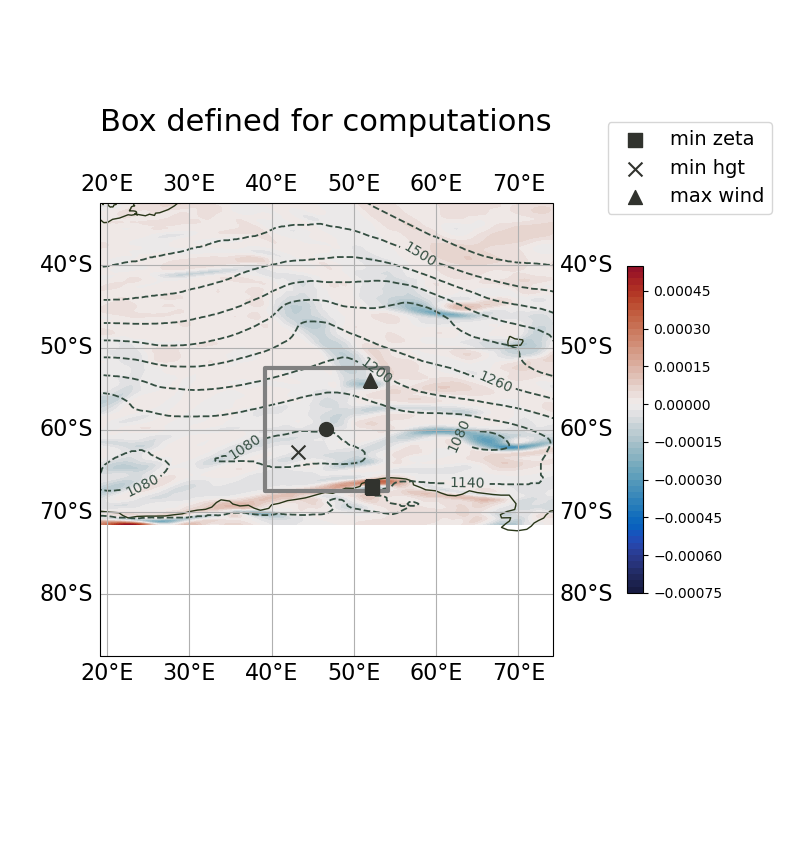 Box defined for computations
min zeta
min hgt
max wind
20°E 30°E 40°E 50°E 60°E 70°E
40°S 40°S
50°S 50°S
60°S 60°S
70°S 70°S
80°S 80°S
20°E 30°E 40°E 50°E 60°E 70°E
1500
1200
1260
1080
1080
1080
1140
0.00045
0.00030
0.00015
0.00000
−0.00015
−0.00030
−0.00045
−0.00060
−0.00075